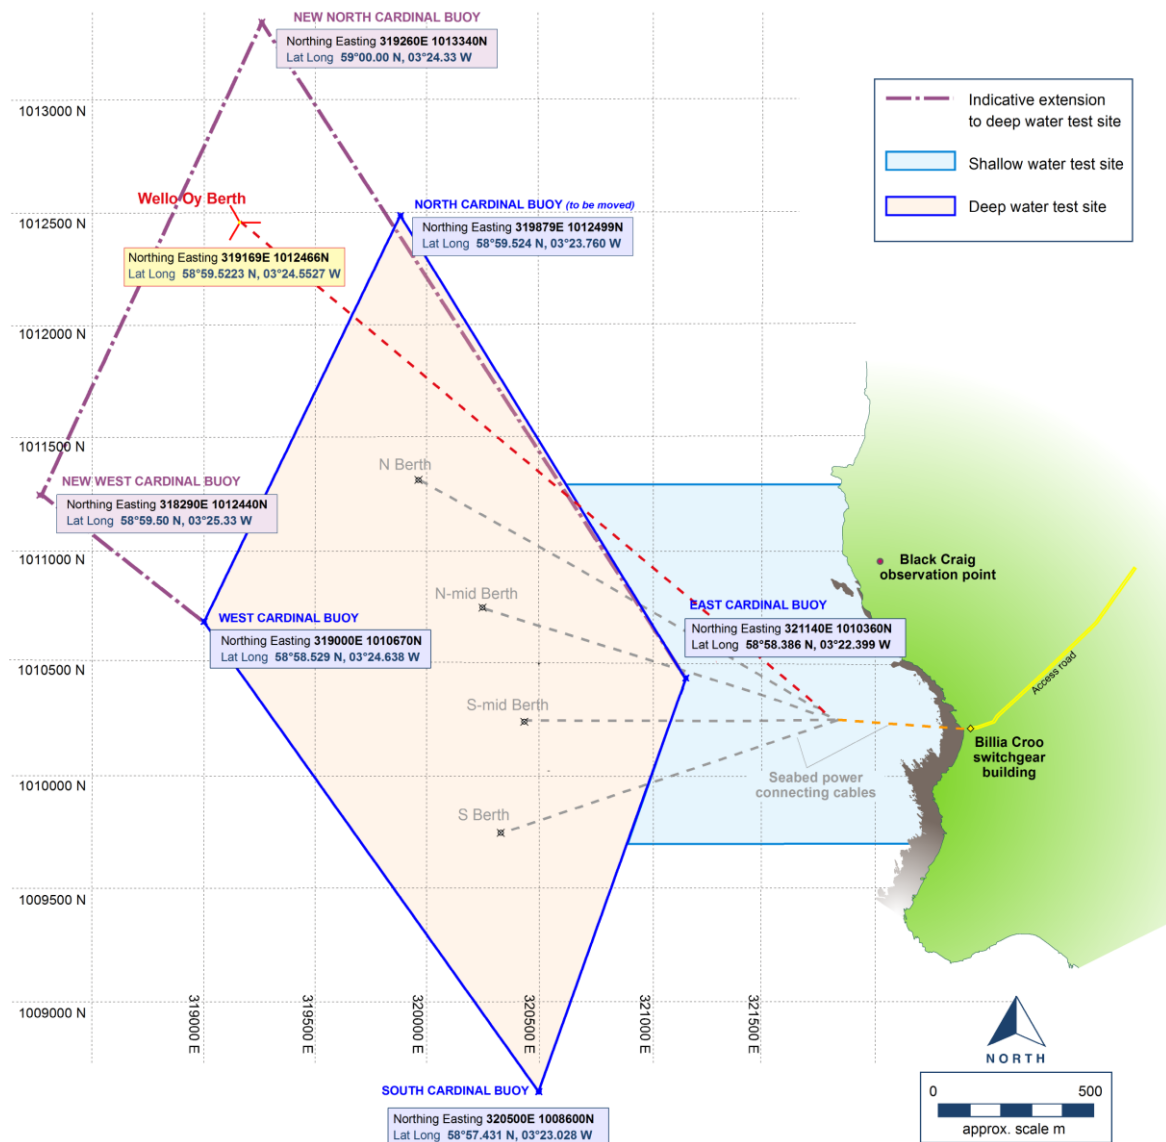 NEW NORTH CARDINAL BUOY
Northing Easting 319260E 1013340N
Lat Long 59°00.00 N, 03°24.33 W
1013000 N
Indicative extension
to deep water test site
Shallow water test site
Deep water test site
Wello Oy Berth
NORTH CARDINAL BUOY (to be moved)
1012500 N
Northing Easting 319879E 1012499N
Lat Long 58°59.524 N, 03°23.760 W
Northing Easting 319169E 1012466N
Lat Long 58°59.5223 N, 03°24.5527 W
1012000 N
1011500 N
N Berth
NEW WEST CARDINAL BUOY
Northing Easting 318290E 1012440N
Lat Long 58°59.50 N, 03°25.33 W
1011000 N
Black Craig
observation point
N-mid Berth
EAST CARDINAL BUOY
Northing Easting 321140E 1010360N
Lat Long 58°58.386 N, 03°22.399 W
WEST CARDINAL BUOY
Northing Easting 319000E 1010670N
Lat Long 58°58.529 N, 03°24.638 W
1010500 N
Access road
S-mid Berth
Billia Croo
switchgear
building
Seabed power
connecting cables
1010000 N
S Berth
1009500 N
1009000 N
319000 E
319500 E
320000 E
320500 E
321000 E
321500 E
NORTH
SOUTH CARDINAL BUOY
Northing Easting 320500E 1008600N
Lat Long 58°57.431 N, 03°23.028 W
0 500
approx. scale m